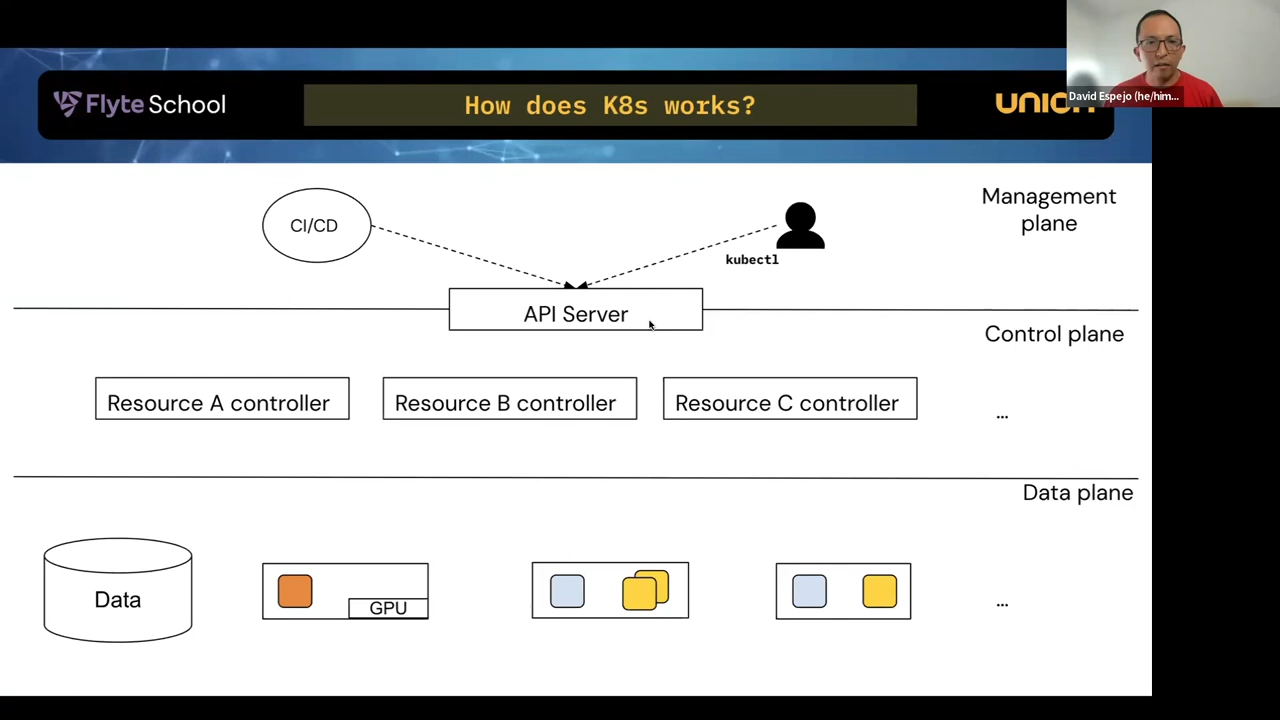 Flyte School
How does K8s works?
UNION
David Espejo (he/him...
CI/CD
kubectl
Management
plane
API Server
Control plane
Resource A controller
Resource B controller
Resource C controller
...
Data plane
Data
GPU
...